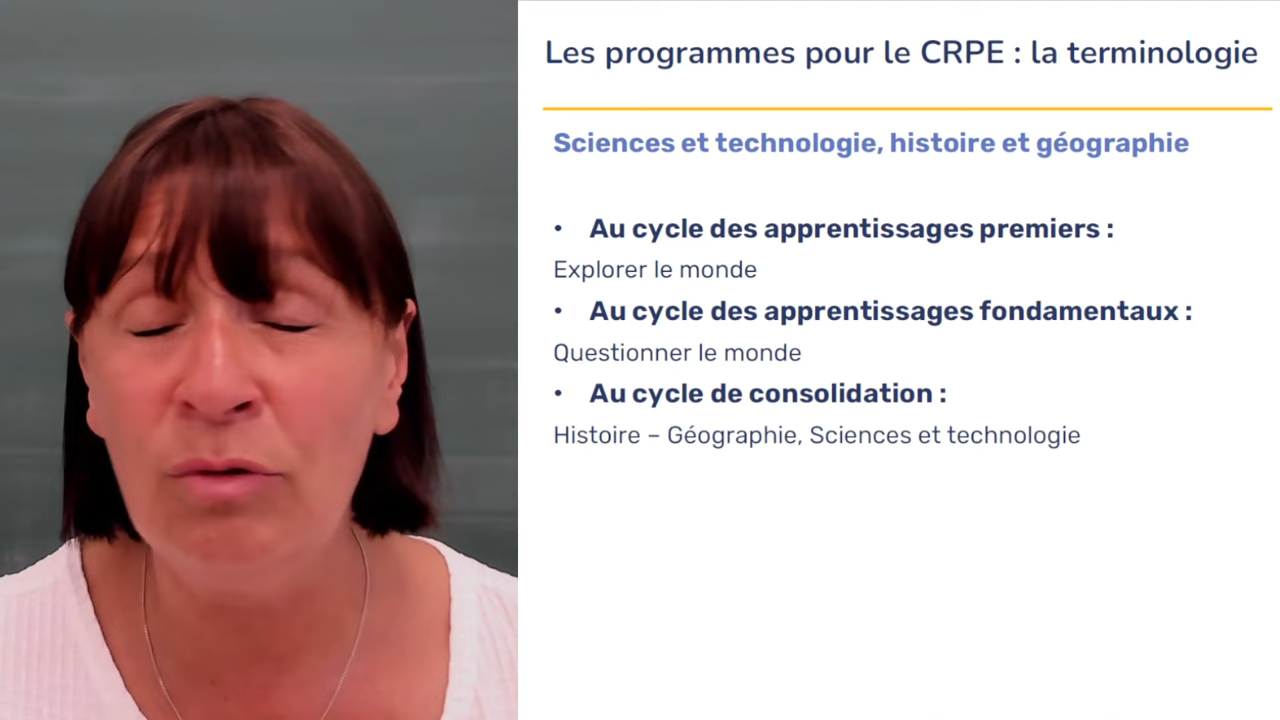 Les programmes pour le CRPE : la terminologie
Sciences et technologie, histoire et géographie
• Au cycle des apprentissages premiers :
Explorer le monde
• Au cycle des apprentissages fondamentaux :
Questionner le monde
• Au cycle de consolidation :
Histoire – Géographie, Sciences et technologie